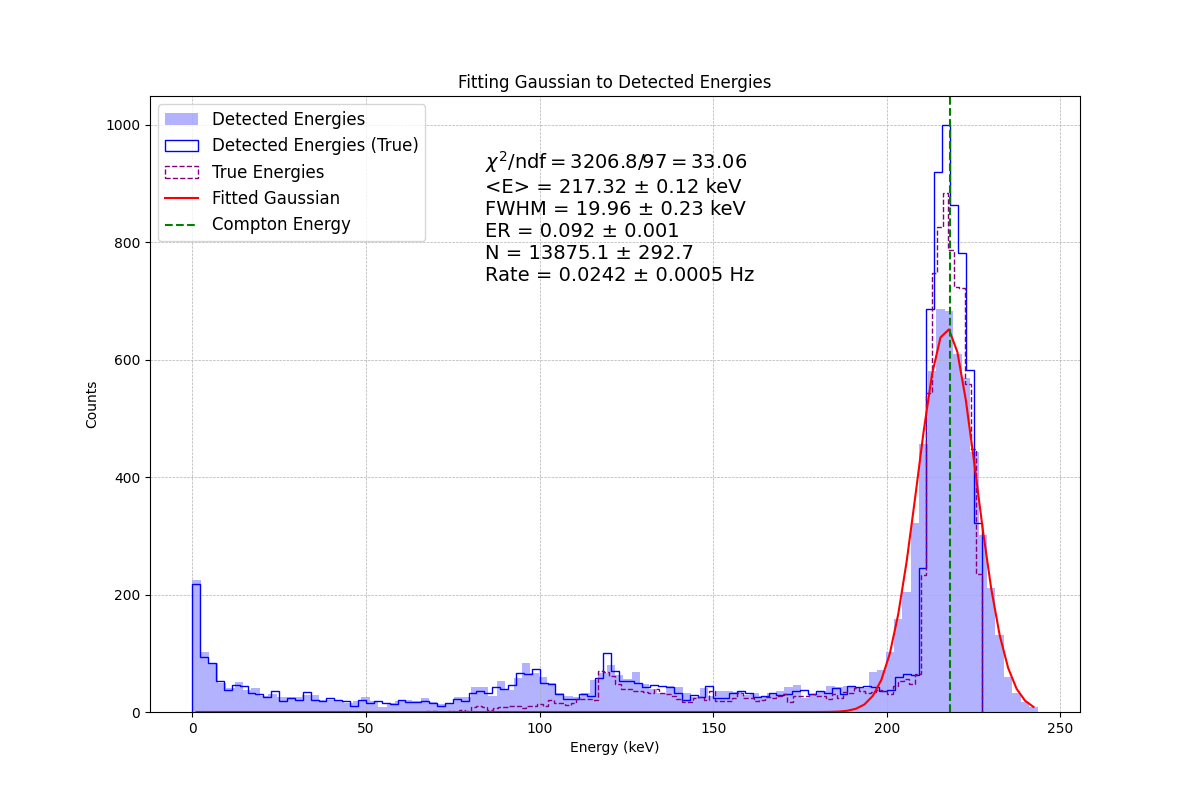 Fitting Gaussian to Detected Energies
Detected Energies
Detected Energies (True)
True Energies
Fitted Gaussian
Compton Energy
χ²/ndf = 3206.8/97 = 33.06
<E> = 217.32 ± 0.12 keV
FWHM = 19.96 ± 0.23 keV
ER = 0.092 ± 0.001
N = 13875.1 ± 292.7
Rate = 0.0242 ± 0.0005 Hz
Counts
1000
800
600
400
200
0
0 50 100 150 200 250
Energy (keV)